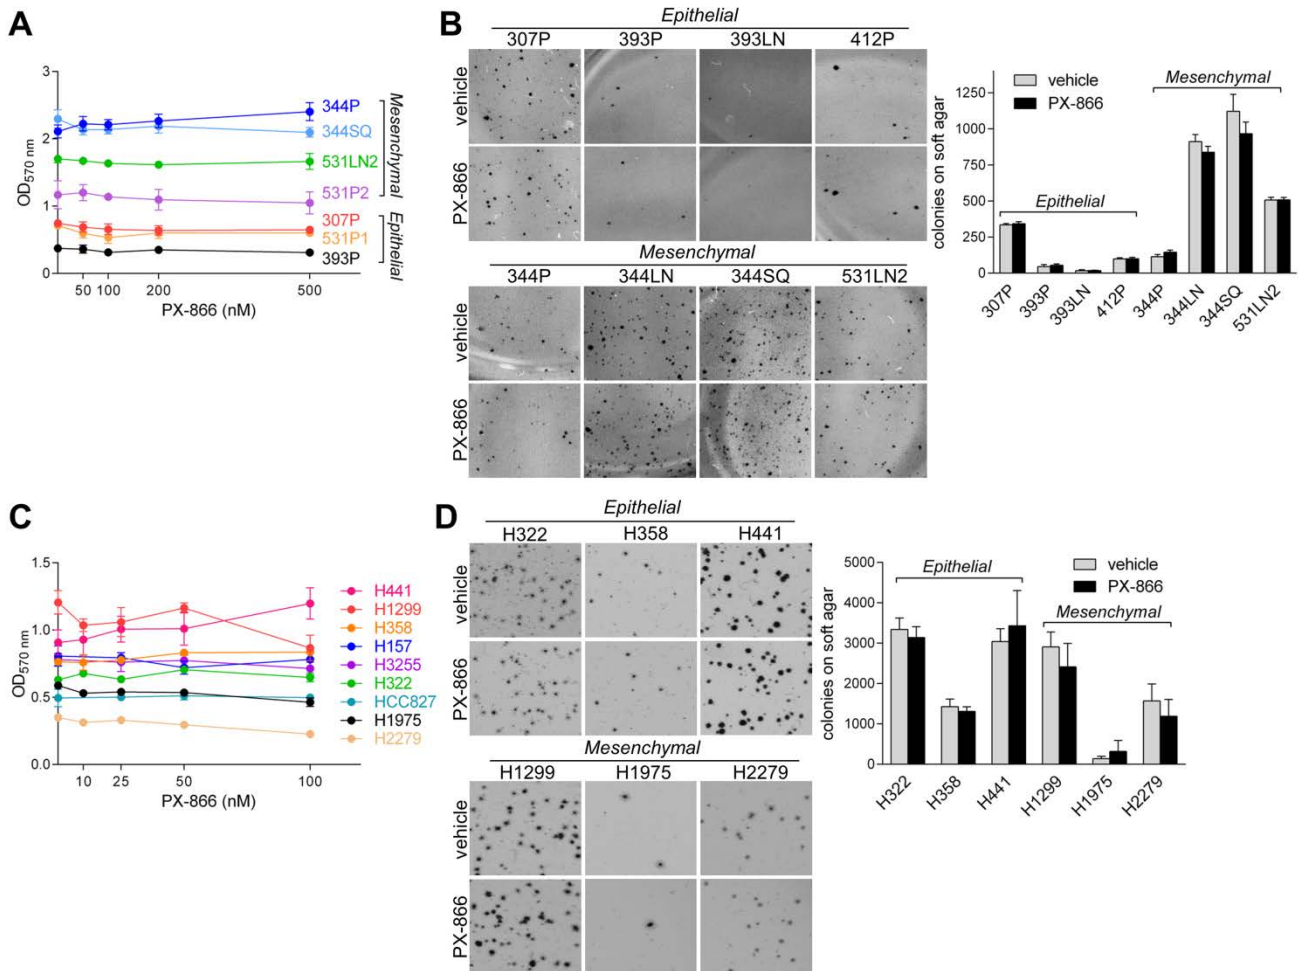 A
3
2
1
0
OD570 nm
50 100 200 500
PX-866 (nM)
344P
344SQ
531LN2
531P2
307P
531P1
393P
Mesenchymal
Epithelial
B
Epithelial
307P 393P 393LN 412P
vehicle
PX-866
Mesenchymal
344P 344LN 344SQ 531LN2
vehicle
PX-866
vehicle
PX-866
Mesenchymal
Epithelial
colonies on soft agar
1250
1000
750
500
250
0
307P 393P 393LN 412P 344P 344LN 344SQ 531LN2
C
1.5
1.0
0.5
0.0
OD570 nm
10 25 50 100
PX-866 (nM)
H441
H1299
H358
H157
H3255
H322
HCC827
H1975
H2279
D
Epithelial
H322 H358 H441
vehicle
PX-866
Mesenchymal
H1299 H1975 H2279
vehicle
PX-866
vehicle
PX-866
Epithelial
Mesenchymal
colonies on soft agar
5000
4000
3000
2000
1000
0
H322 H358 H441 H1299 H1975 H2279